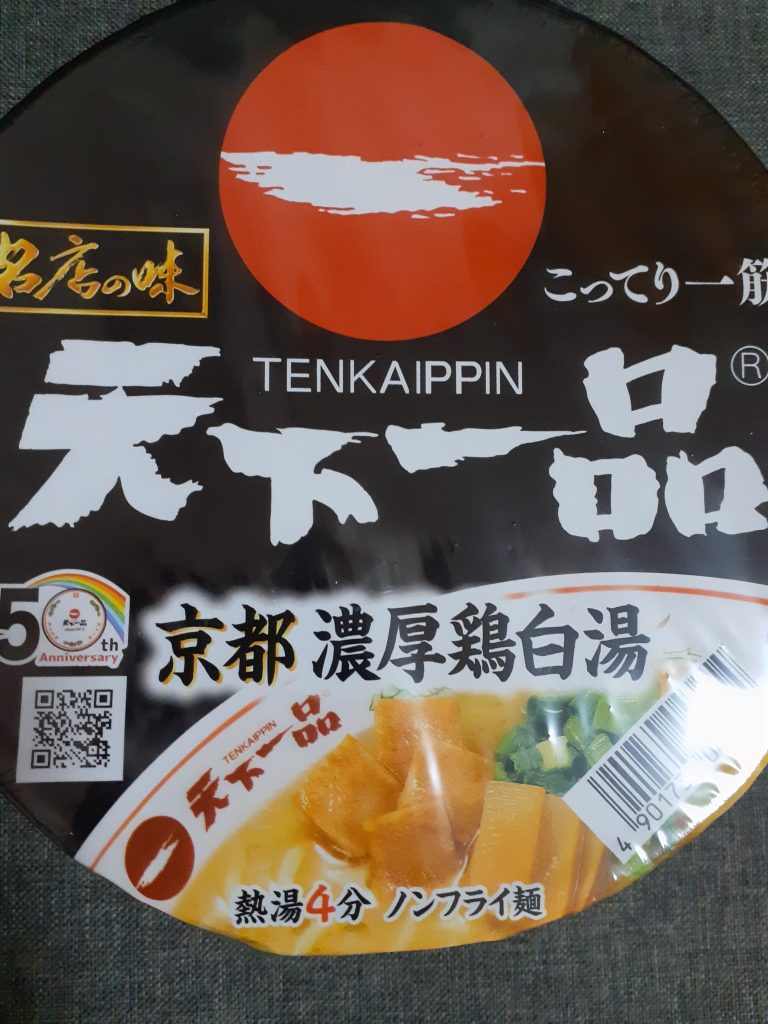 名店の味
こってり一筋
TENKAIPPIN
天下一品®
50th
Anniversary
京都 濃厚鶏白湯
TENKAIPPIN
天下一品
熱湯4分 ノンフライ麺